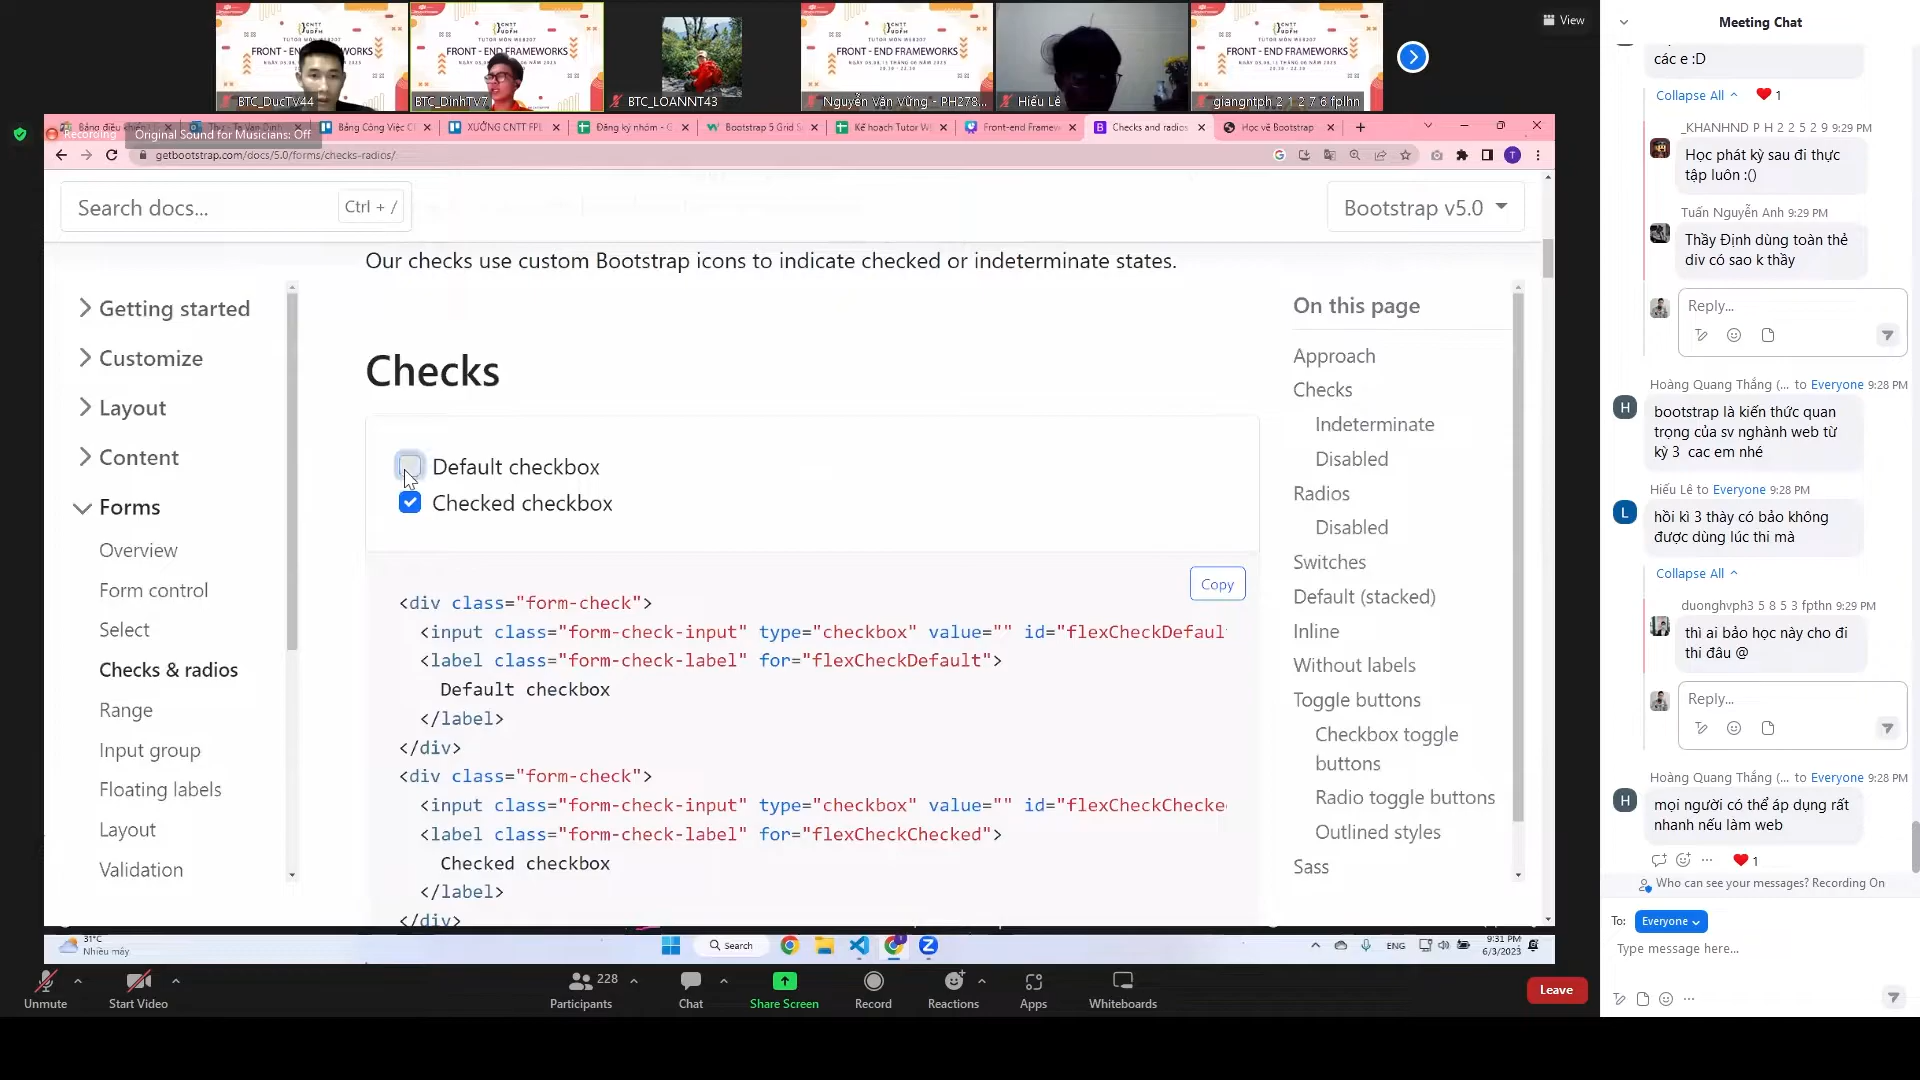 FRONT - END FRAMEWORKS
BTC_DucTV44
FRONT - END FRAMEWORKS
BTC_DinhTV7
BTC_LOANNT43
TUTOR MÔN WEB207
FRONT - END FRAMEWORKS
Nguyễn Văn Vững - PH278...
Hiếu Lê
FRONT - END FRAMEWORKS
giangntph 2 1 2 7 6 fplhn
View
Recording
Original Sound for Musicians: Off
Bảng Công Việc C
XƯỞNG CNTT FPL
Đăng ký nhóm - G
Bootstrap 5 Grid S
Kế hoạch Tutor W
Front-end Framew
Checks and radios
Học về Bootstrap
getbootstrap.com/docs/5.0/forms/checks-radios/
Search docs...
Ctrl + /
Bootstrap v5.0
Our checks use custom Bootstrap icons to indicate checked or indeterminate states.
Getting started
Customize
Layout
Content
Forms
Overview
Form control
Select
Checks & radios
Range
Input group
Floating labels
Layout
Validation
Checks
Default checkbox
Checked checkbox
Copy
<div class="form-check">
<input class="form-check-input" type="checkbox" value="" id="flexCheckDefaul
<label class="form-check-label" for="flexCheckDefault">
Default checkbox
</label>
</div>
<div class="form-check">
<input class="form-check-input" type="checkbox" value="" id="flexCheckChecke
<label class="form-check-label" for="flexCheckChecked">
Checked checkbox
</label>
</div>
On this page
Approach
Checks
Indeterminate
Disabled
Radios
Disabled
Switches
Default (stacked)
Inline
Without labels
Toggle buttons
Checkbox toggle
buttons
Radio toggle buttons
Outlined styles
Sass
31°C
Nhiều mây
Search
ENG
9:31 PM
6/3/2023
Unmute
Start Video
228
Participants
Chat
Share Screen
Record
Reactions
Apps
Whiteboards
Leave
Meeting Chat
các e :D
Collapse All
1
_KHANHND P H 2 2 5 2 9 9:29 PM
Học phát kỳ sau đi thực
tập luôn :()
Tuấn Nguyễn Anh 9:29 PM
Thầy Định dùng toàn thẻ
div có sao k thầy
Reply...
Hoàng Quang Thắng (... to Everyone 9:28 PM
H
bootstrap là kiến thức quan
trọng của sv nghành web từ
kỳ 3 cac em nhé
Hiếu Lê to Everyone 9:28 PM
L
hồi kì 3 thày có bảo không
được dùng lúc thi mà
Collapse All
duonghvph3 5 8 5 3 fpthn 9:29 PM
thì ai bảo học này cho đi
thi đâu @
Reply...
Hoàng Quang Thắng (... to Everyone 9:28 PM
H
mọi người có thể áp dụng rất
nhanh nếu làm web
1
Who can see your messages? Recording On
To: Everyone
Type message here...